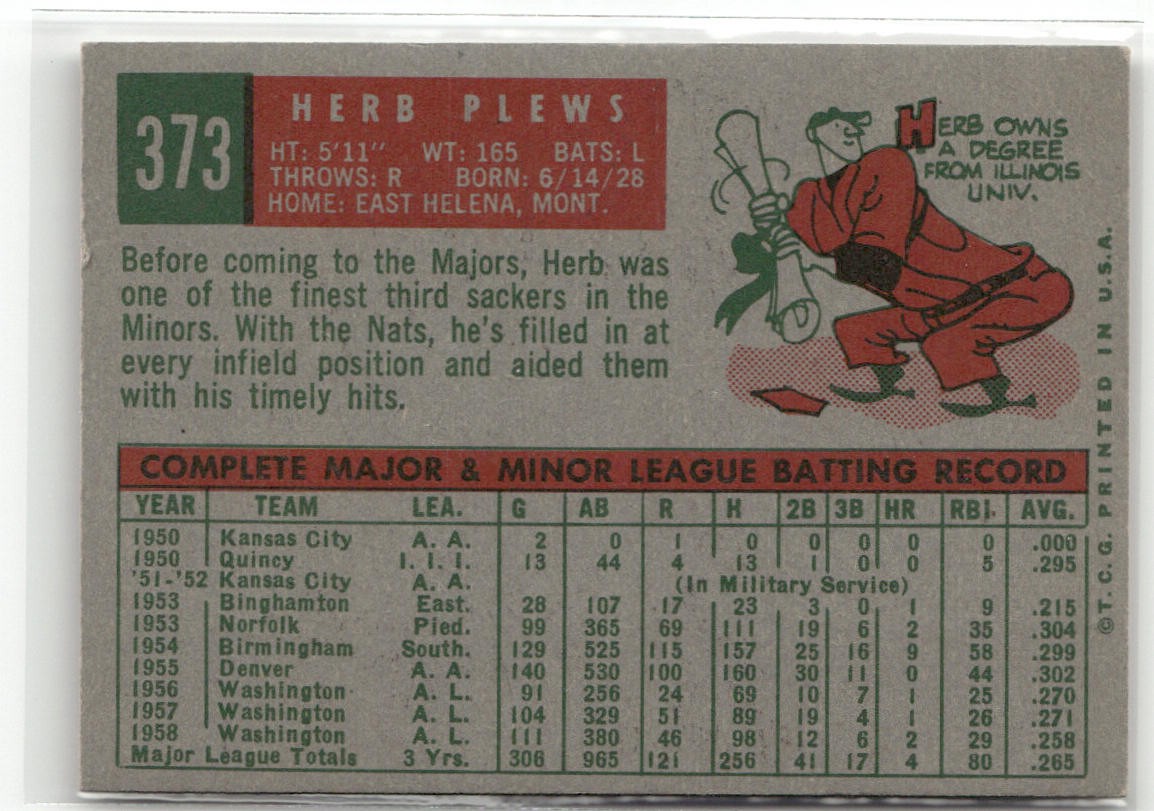 373
HERB PLEWS
HT: 5'11" WT: 165 BATS: L
THROWS: R BORN: 6/14/28
HOME: EAST HELENA, MONT.
HERB OWNS
A DEGREE
FROM ILLINOIS
UNIV.
Before coming to the Majors, Herb was
one of the finest third sackers in the
Minors. With the Nats, he's filled in at
every infield position and aided them
with his timely hits.
COMPLETE MAJOR & MINOR LEAGUE BATTING RECORD
YEAR TEAM LEA. G AB R H 2B 3B HR RBI. AVG.
1950 Kansas City A. A. 2 0 1 0 0 0 0 0 .000
1950 Quincy I. I. I. 13 44 4 13 1 0 0 5 .295
'51-'52 Kansas City A. A. (In Military Service)
1953 Binghamton East. 28 107 17 23 3 0 1 9 .215
1953 Norfolk Pied. 99 365 69 111 19 6 2 35 .304
1954 Birmingham South. 129 525 115 157 25 16 9 58 .299
1955 Denver A. A. 140 530 100 160 30 11 0 44 .302
1956 Washington A. L. 91 256 24 69 10 7 1 25 .270
1957 Washington A. L. 104 329 51 89 19 4 1 26 .271
1958 Washington A. L. 111 380 46 98 12 6 2 29 .258
Major League Totals 3 Yrs. 306 965 121 256 41 17 4 80 .265
©T. C. G. PRINTED IN U.S.A.